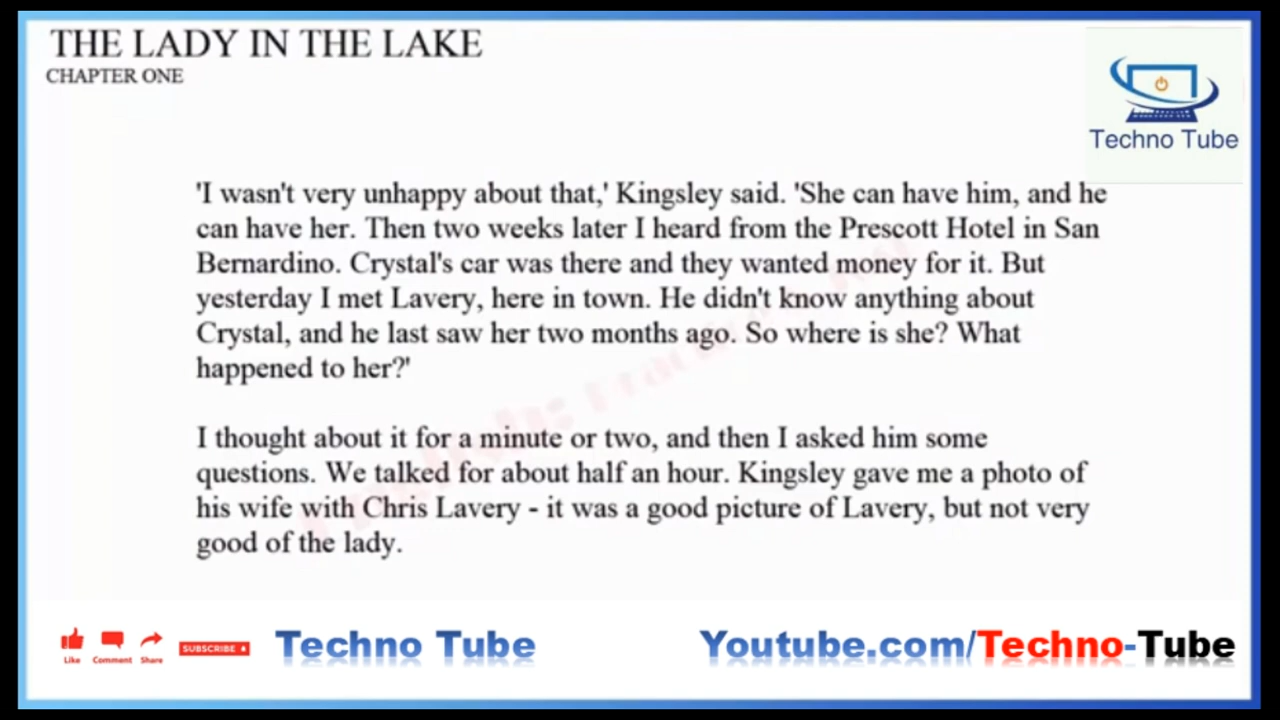 THE LADY IN THE LAKE
CHAPTER ONE
Techno Tube
'I wasn't very unhappy about that,' Kingsley said. 'She can have him, and he
can have her. Then two weeks later I heard from the Prescott Hotel in San
Bernardino. Crystal's car was there and they wanted money for it. But
yesterday I met Lavery, here in town. He didn't know anything about
Crystal, and he last saw her two months ago. So where is she? What
happened to her?'
I thought about it for a minute or two, and then I asked him some
questions. We talked for about half an hour. Kingsley gave me a photo of
his wife with Chris Lavery - it was a good picture of Lavery, but not very
good of the lady.
Like Comment Share SUBSCRIBE Techno Tube Youtube.com/Techno-Tube